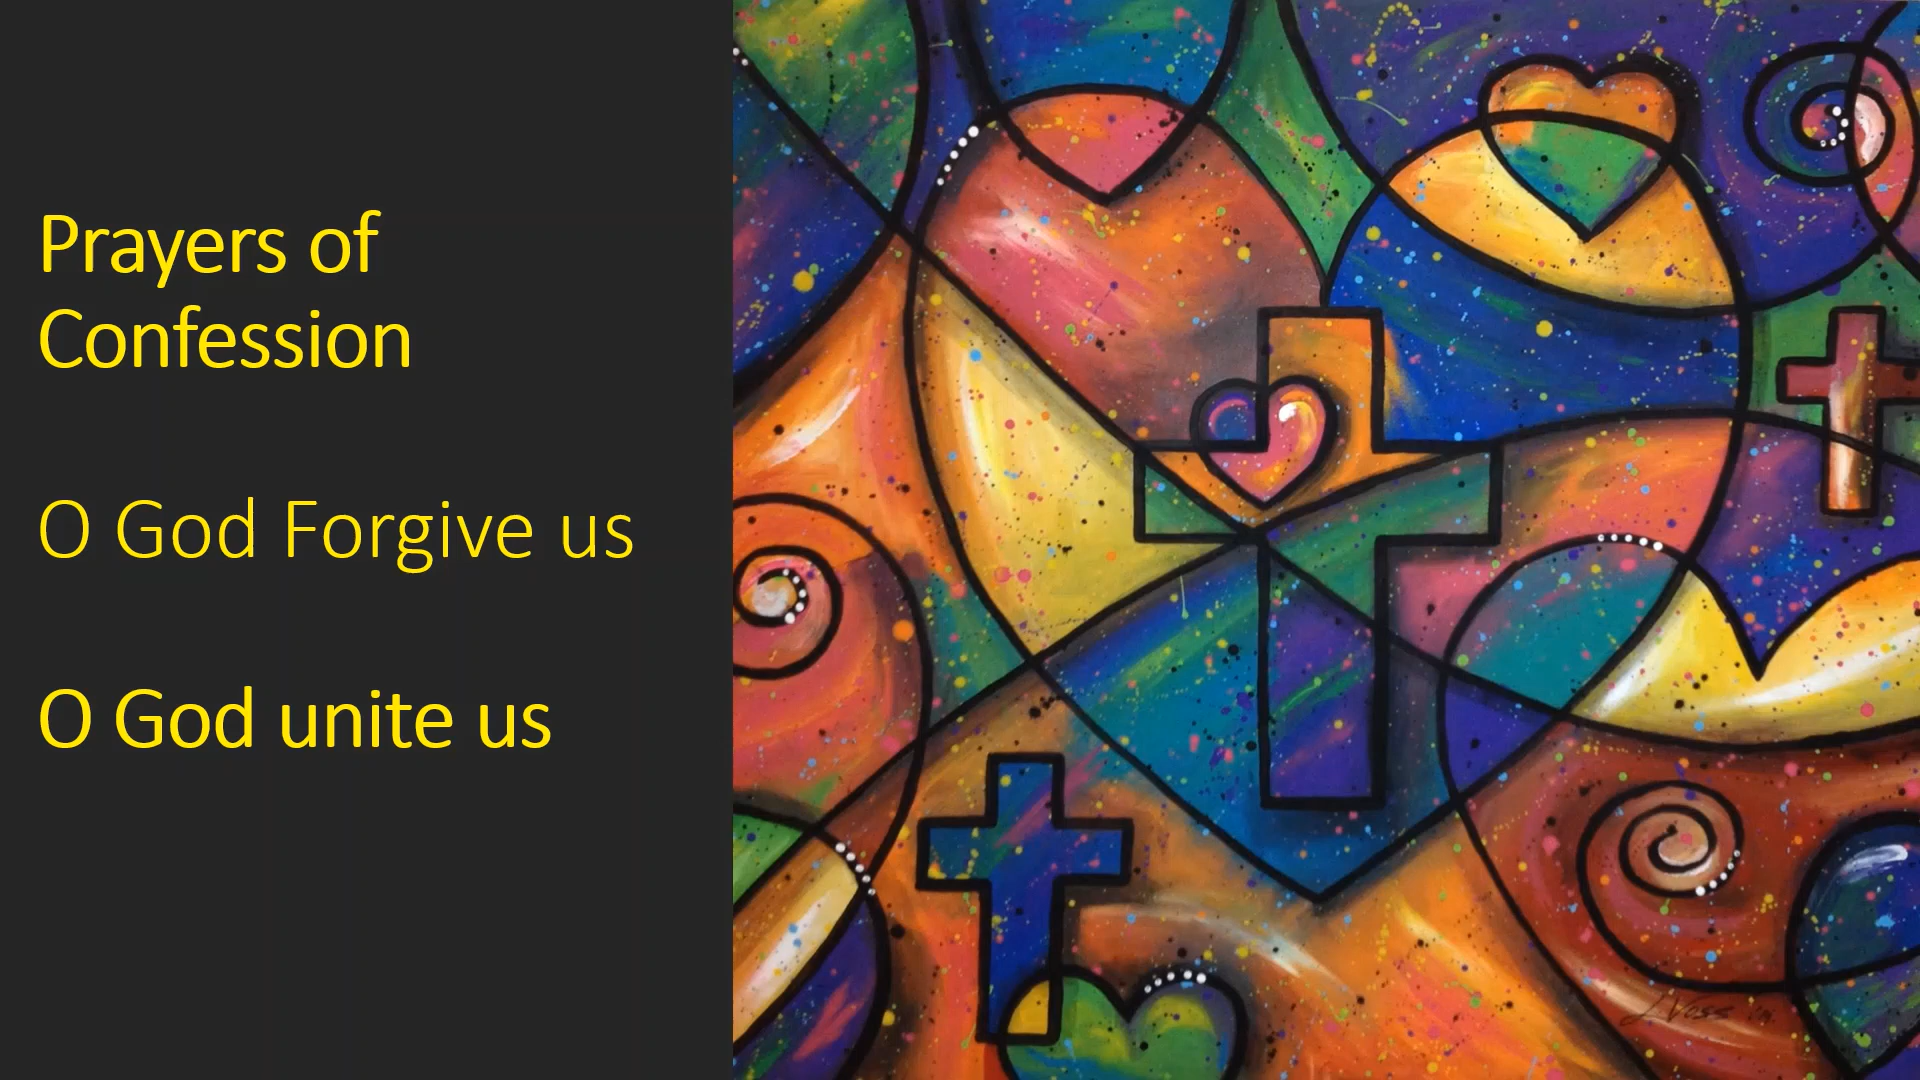 Prayers of
Confession
O God Forgive us
O God unite us